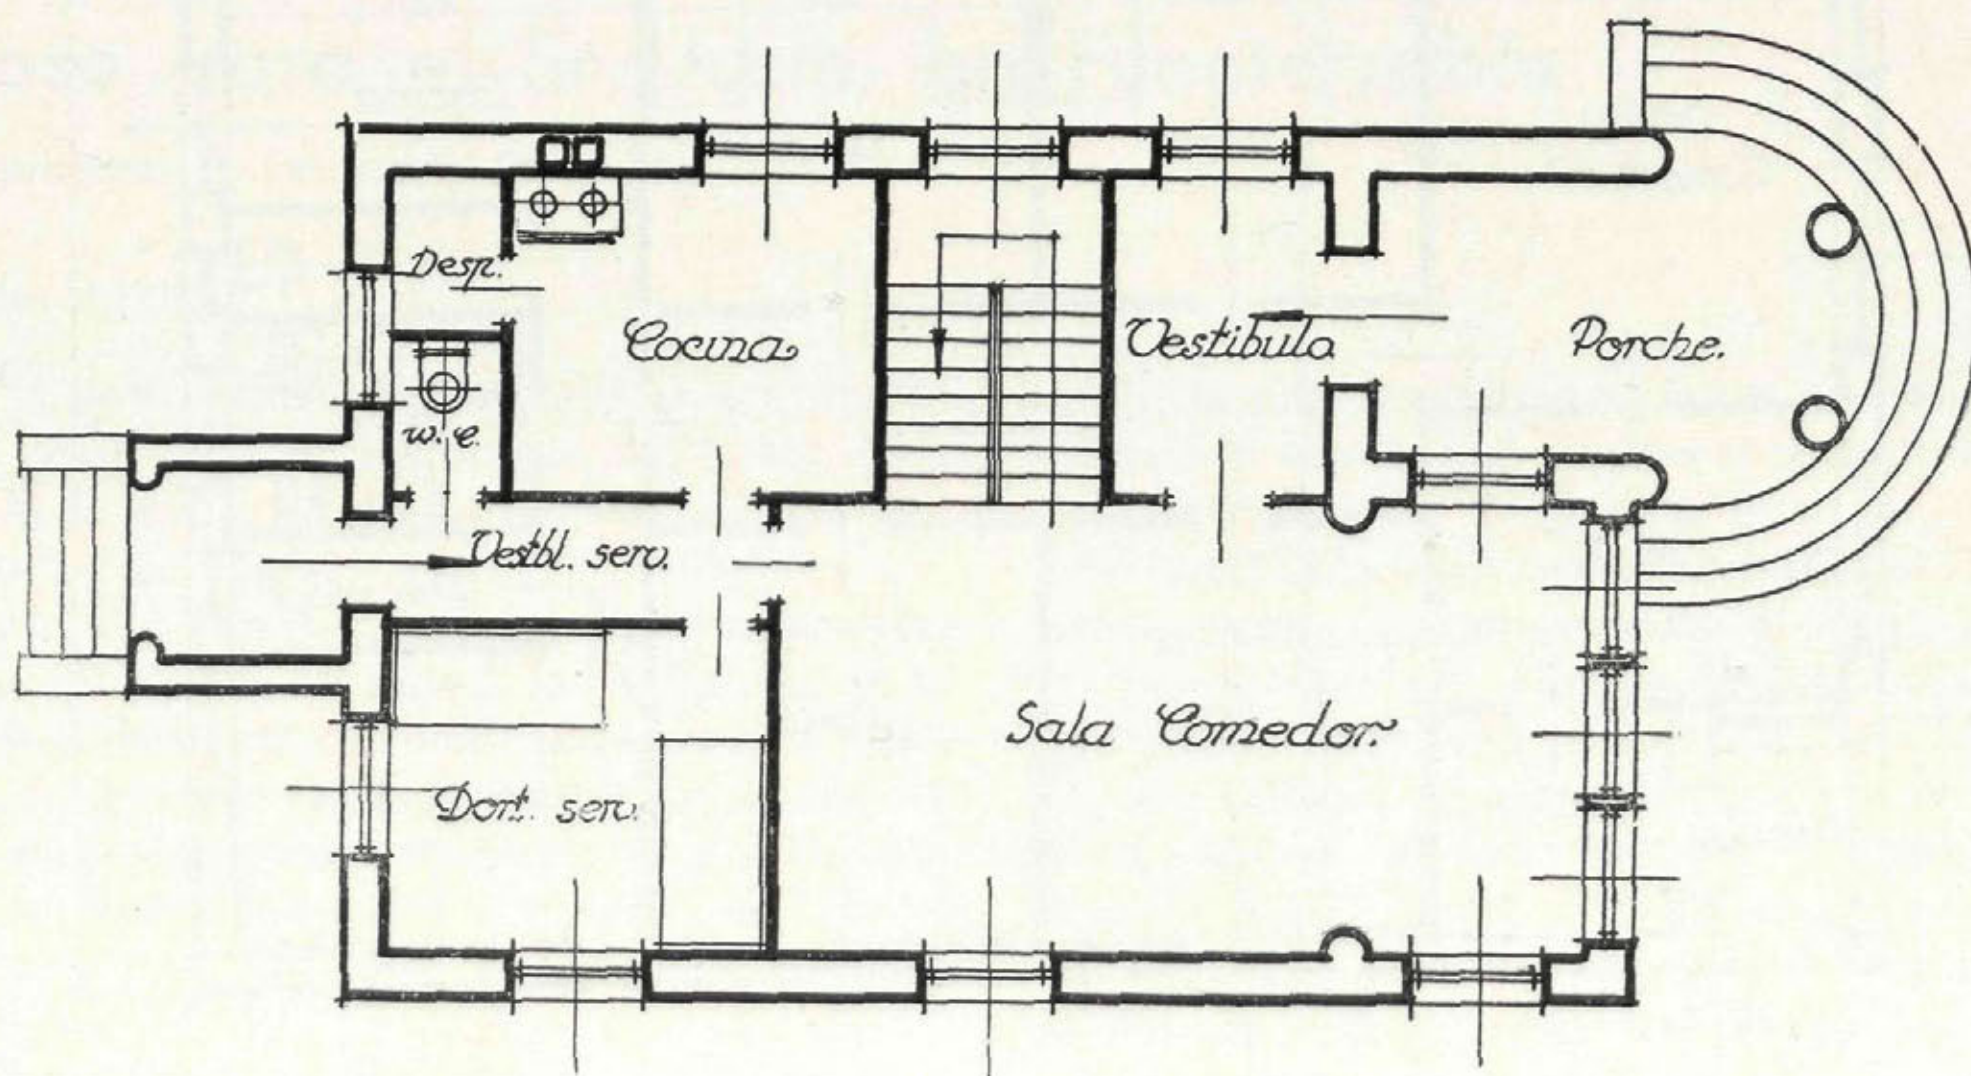 Desp.
Cocina
Vestibulo
Porche.
w.c.
Vestbl. serv.
Sala Comedor.
Dort. serv.